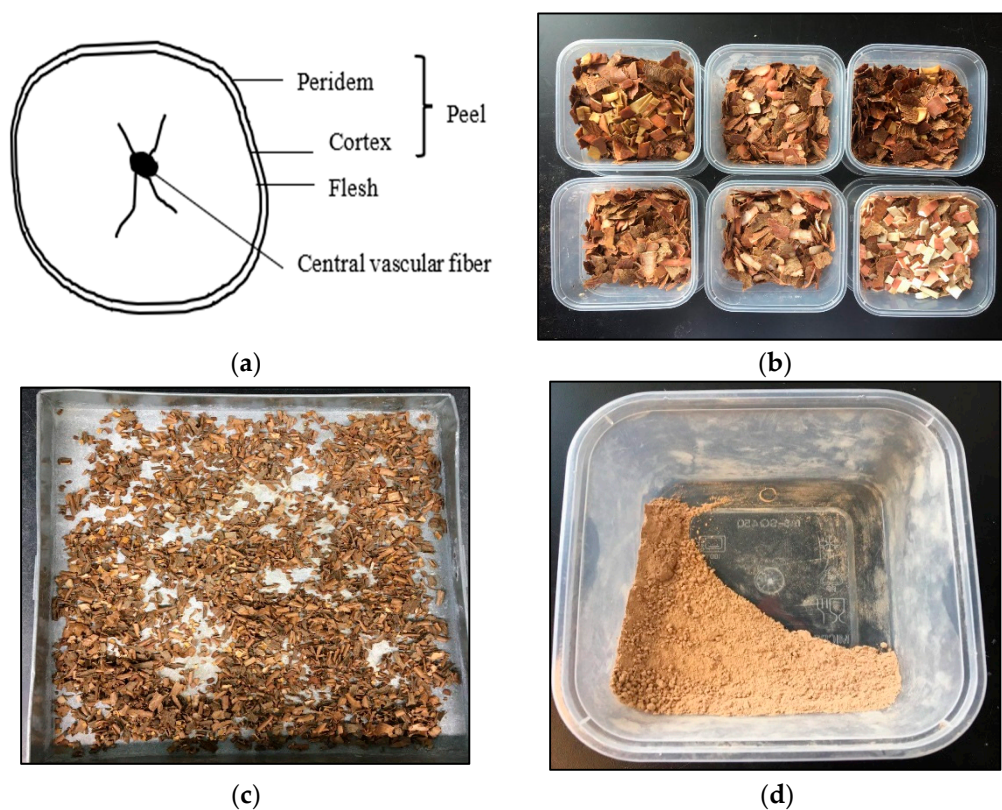 Peridem
Cortex
Peel
Flesh
Central vascular fiber
(a)
(b)
(c)
(d)